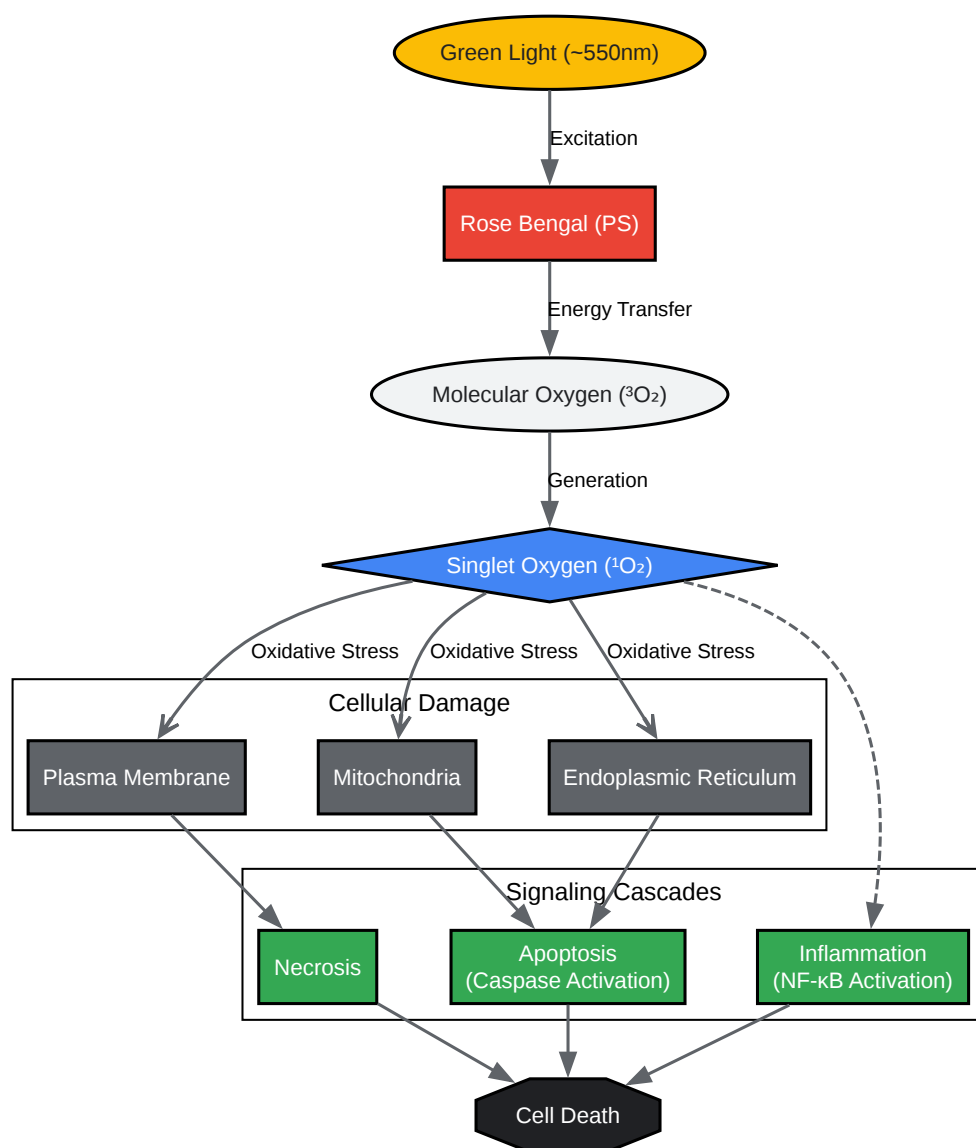 Green Light (~550nm)
Excitation
Rose Bengal (PS)
Energy Transfer
Molecular Oxygen (³O₂)
Generation
Singlet Oxygen (¹O₂)
Oxidative Stress
Oxidative Stress
Oxidative Stress
Cellular Damage
Plasma Membrane
Mitochondria
Endoplasmic Reticulum
Signaling Cascades
Necrosis
Apoptosis
(Caspase Activation)
Inflammation
(NF-κB Activation)
Cell Death